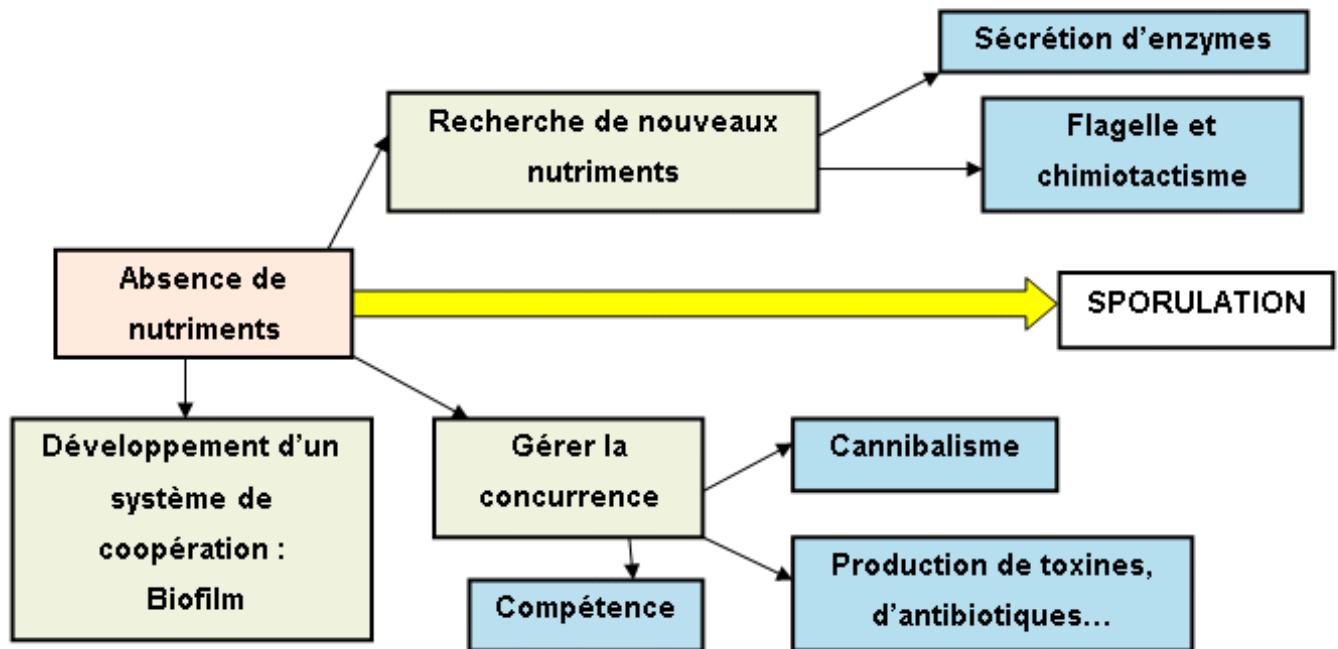 Sécrétion d'enzymes
Recherche de nouveaux
nutriments
Flagelle et
chimiotactisme
Absence de
nutriments
SPORULATION
Développement d'un
système de
coopération :
Biofilm
Gérer la
concurrence
Cannibalisme
Compétence
Production de toxines,
d'antibiotiques...